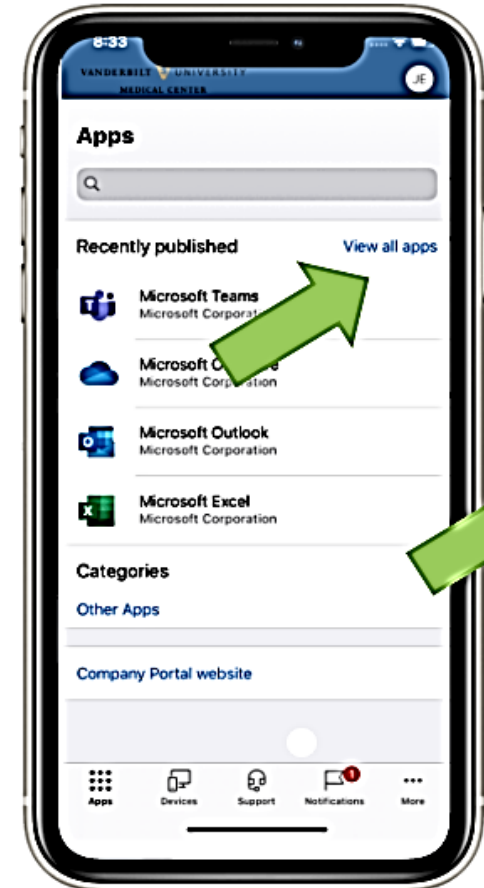 8:33
VANDERBILT V UNIVERSITY
MEDICAL CENTER
JE
Apps
Recently published View all apps
Microsoft Teams
Microsoft
Microsoft
Microsoft Corporation
Microsoft Outlook
Microsoft Corporation
Microsoft Excel
Microsoft Corporation
Categories
Other Apps
Company Portal website
1
Apps Devices Support Notifications More